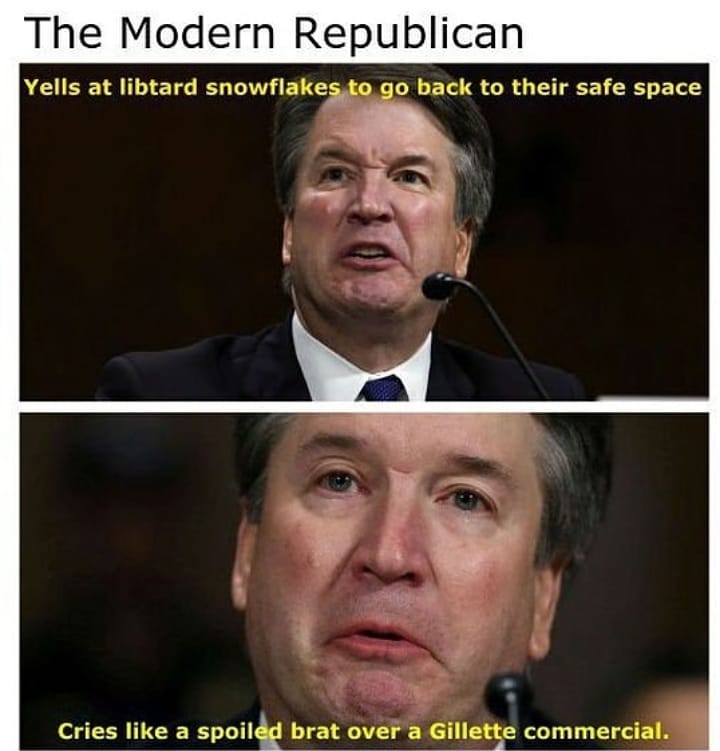 The Modern Republican
Yells at libtard snowflakes to go back to their safe space
Cries like a spoiled brat over a Gillette commercial.